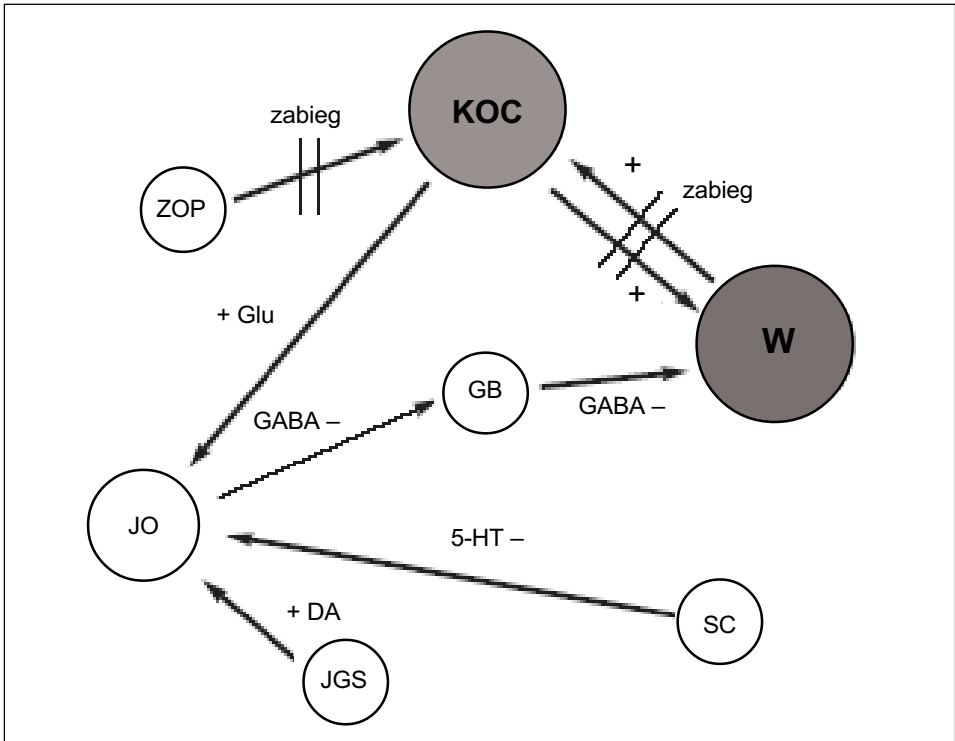 KOC
zabieg
+
zabieg
ZOP
+
+ Glu
W
GB
GABA –
GABA –
JO
5-HT –
+ DA
SC
JGS